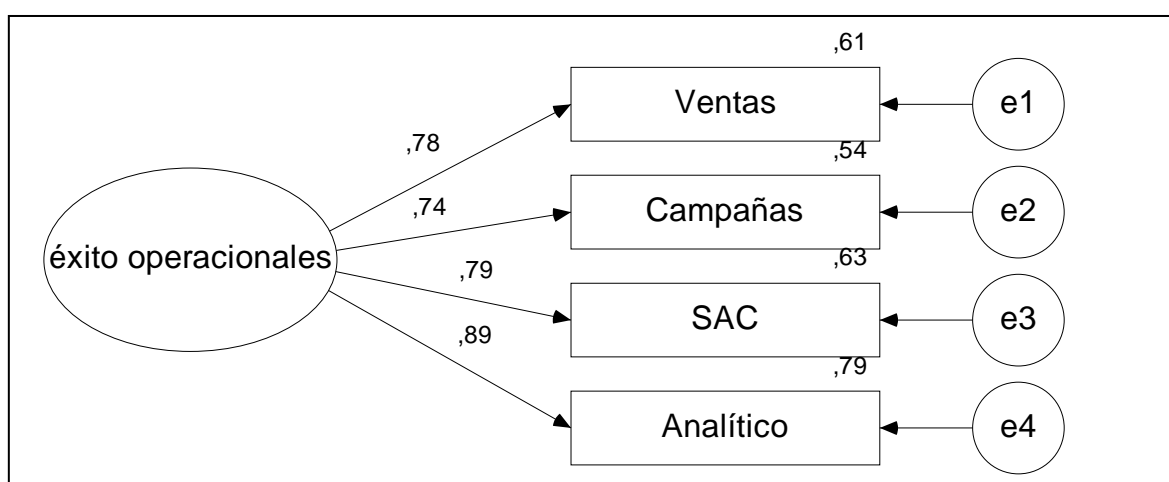 ,61
Ventas
e1
,78
,54
Campañas
e2
,74
éxito operacionales
,63
,79
SAC
e3
,89
,79
Analítico
e4